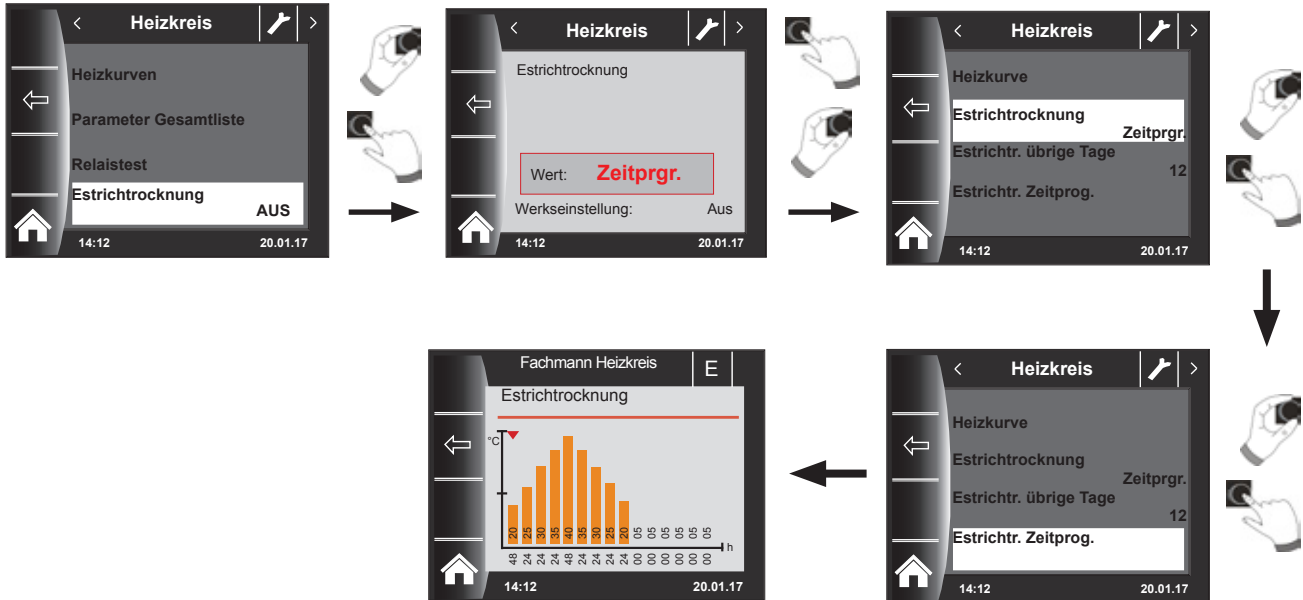 Heizkreis
Heizkurven
Parameter Gesamtliste
Relaistest
Estrichtrocknung
AUS
14:12 20.01.17
Heizkreis
Estrichtrocknung
Wert: Zeitprgr.
Werkseinstellung: Aus
14:12 20.01.17
Heizkreis
Heizkurve
Estrichtrocknung
Zeitprgr.
Estrichtr. übrige Tage
12
Estrichtr. Zeitprog.
14:12 20.01.17
Heizkreis
Heizkurve
Estrichtrocknung
Zeitprgr.
Estrichtr. übrige Tage
12
Estrichtr. Zeitprog.
14:12 20.01.17
Fachmann Heizkreis E
Estrichtrocknung
°C
20 25 30 35 40 35 30 25 20 05 05 05 05 05 05
h
48 24 24 24 48 24 24 24 24 00 00 00 00 00 00
14:12 20.01.17